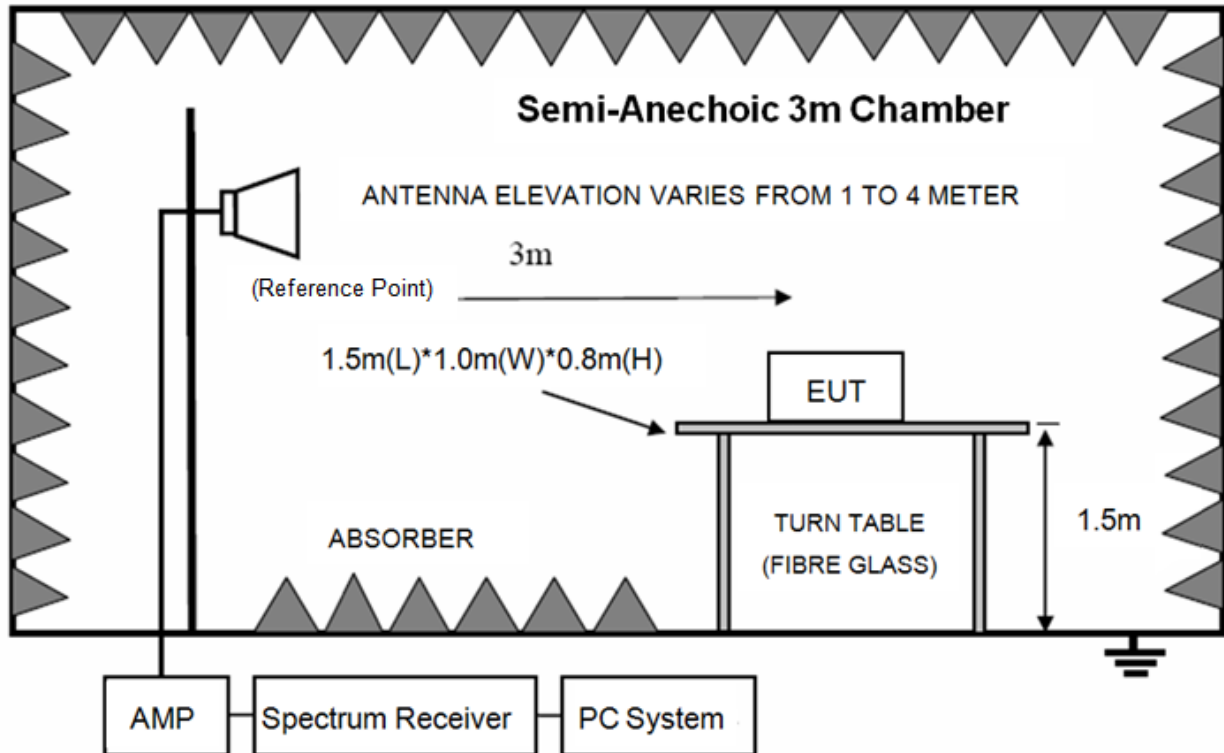 Semi-Anechoic 3m Chamber
ANTENNA ELEVATION VARIES FROM 1 TO 4 METER
3m
(Reference Point)
1.5m(L)*1.0m(W)*0.8m(H)
EUT
1.5m
TURN TABLE
(FIBRE GLASS)
ABSORBER
AMP
Spectrum Receiver
PC System